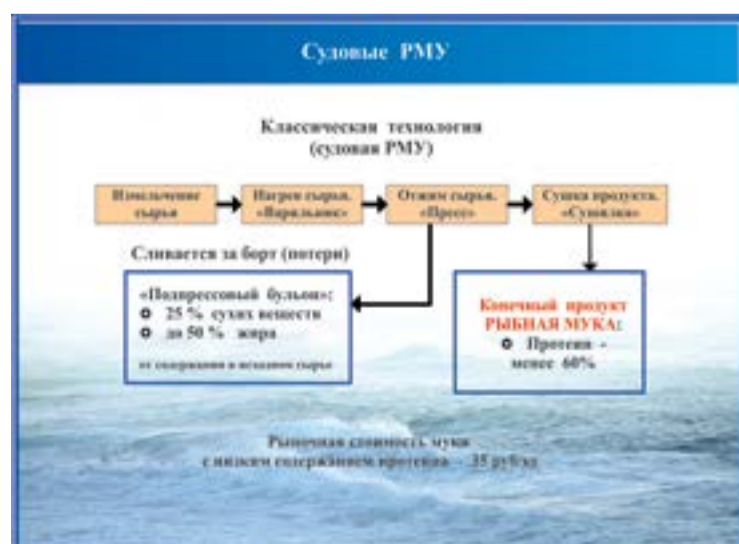 Судовые РМУ
Классическая технология
(судовая РМУ)
Измельчение
сырья
Нагрев сырья.
«Варильник»
Отжим сырья.
«Пресс»
Сушка продукта.
«Сушилка»
Сливается за борт (потери)
«Подпрессовый бульон»:
25 % сухих веществ
до 50 % жира
от содержания в исходном сырье
Конечный продукт
РЫБНАЯ МУКА:
Протеин -
менее 60%
Рыночная стоимость муки
с низким содержанием протеина - 35 руб/кг